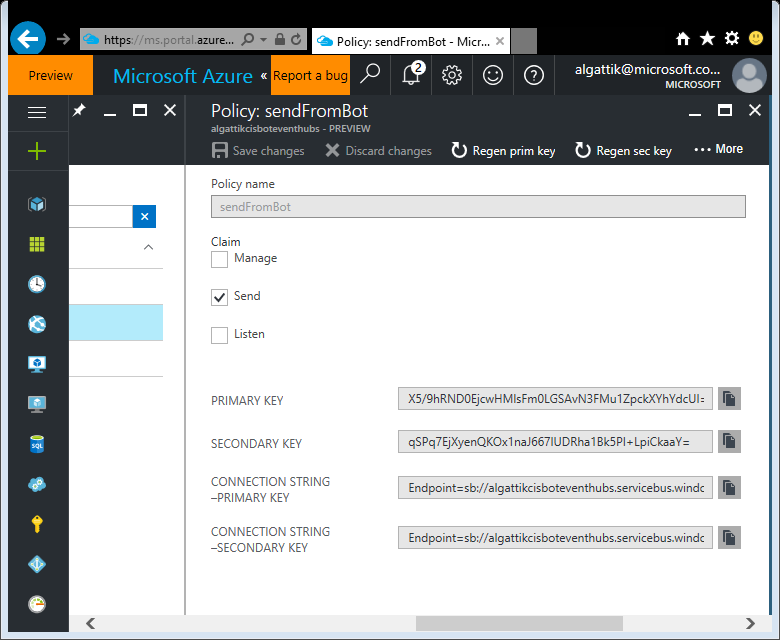 https://ms.portal.azure...
Policy: sendFromBot - Micr...
Preview
Microsoft Azure
«
Report a bug
2
algattik@microsoft.co...
MICROSOFT
Policy: sendFromBot
algattikcisboteventhubs - PREVIEW
Save changes
Discard changes
Regen prim key
Regen sec key
More
Policy name
sendFromBot
Claim
Manage
Send
Listen
PRIMARY KEY
X5/9hRND0EjcwHMIsFm0LGSAvN3FMu1ZpckXYhYdcUI=
SECONDARY KEY
qSPq7EjXyenQKOx1naJ667lUDRha1Bk5PI+LpiCkaaY=
CONNECTION STRING
–PRIMARY KEY
Endpoint=sb://algattikcisboteventhubs.servicebus.windo
CONNECTION STRING
–SECONDARY KEY
Endpoint=sb://algattikcisboteventhubs.servicebus.windo
SQL